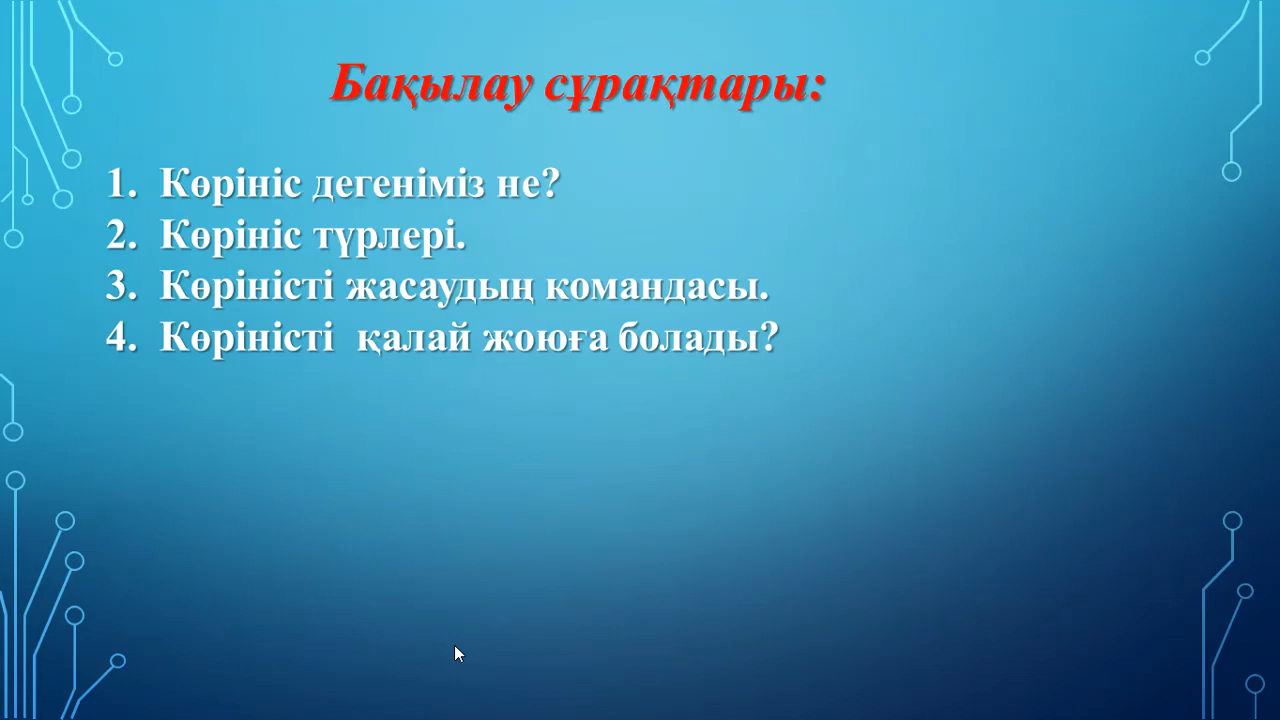 Бақылау сұрақтары:
1. Көрініс дегеніміз не?
2. Көрініс түрлері.
3. Көріністі жасаудың командасы.
4. Көріністі  қалай жоюға болады?